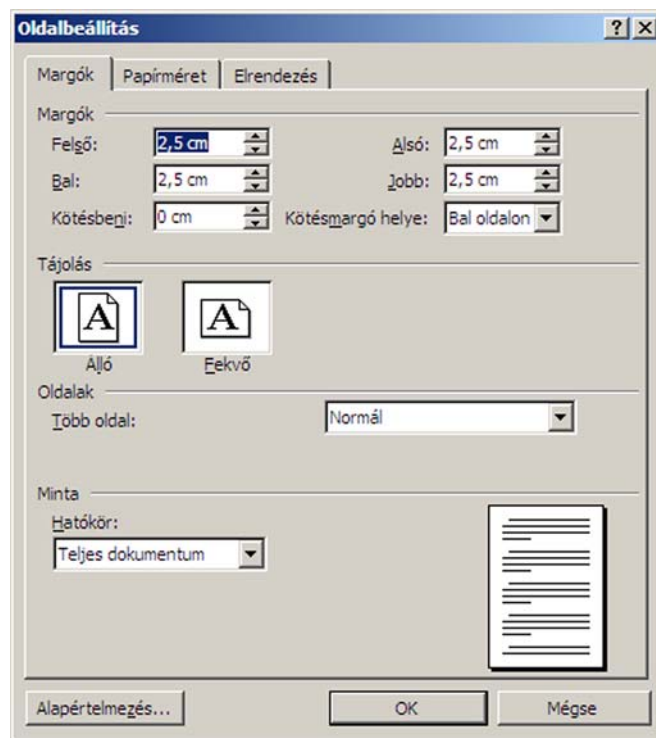 Oldalbeállítás
Margók Papírméret Elrendezés
Margók
Felső: 2,5 cm Alsó: 2,5 cm
Bal: 2,5 cm Jobb: 2,5 cm
Kötésbeni: 0 cm Kötésmargó helye: Bal oldalon
Tájolás
A A
Álló Fekvő
Oldalak
Több oldal: Normál
Minta
Hatókör:
Teljes dokumentum
Alapértelmezés... OK Mégse